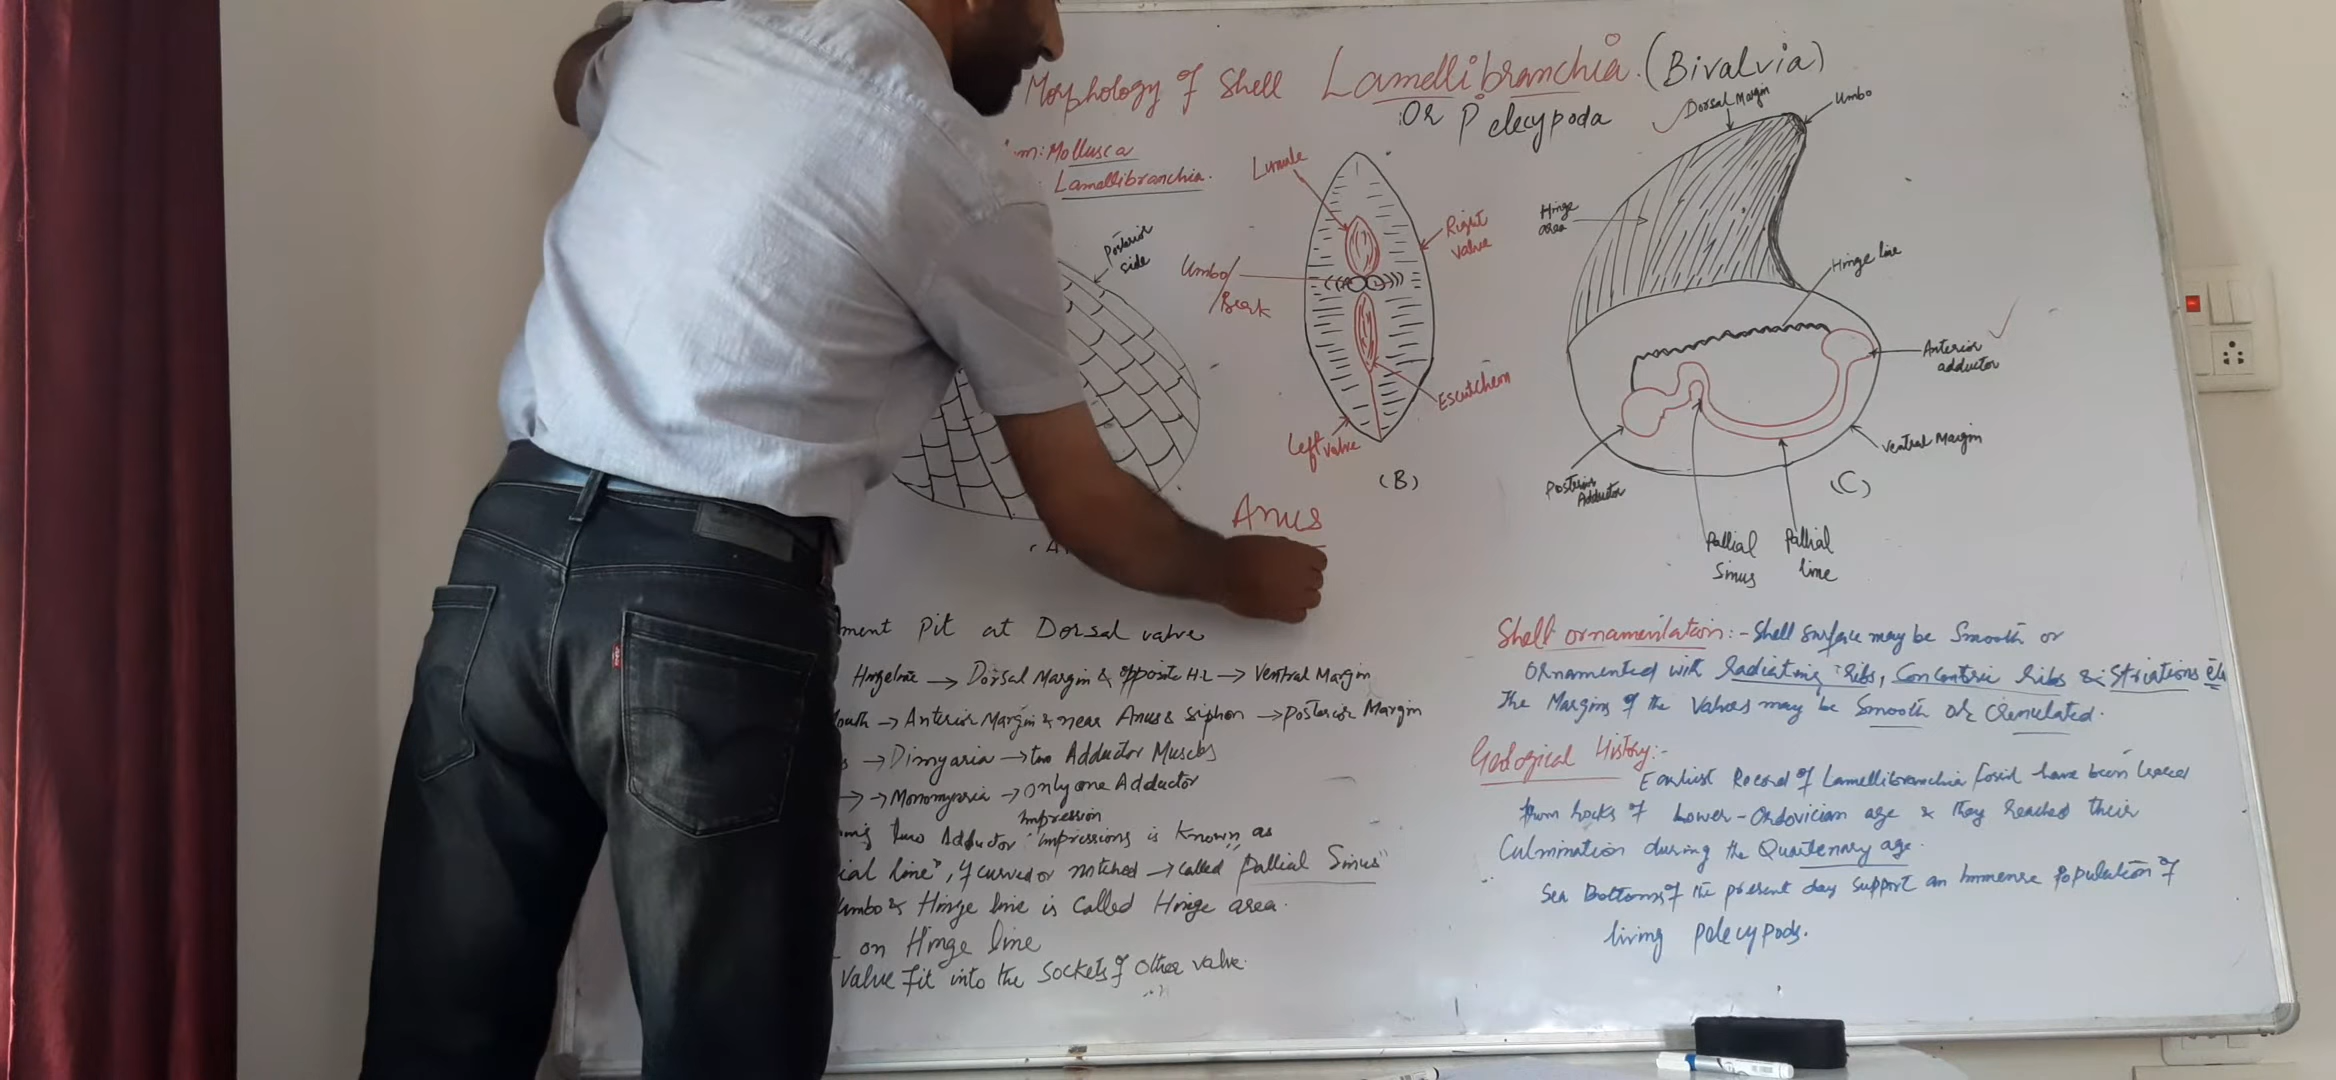 Morphology of Shell Lamellibranchia. (Bivalvia)
Or Pelecypoda
Mollusca
Lamellibranchia.
Posterior side
Lunule
Umbo/
Beak
Right valve
Escutcheon
Left valve
(B)
Anus
Dorsal Margin
Umbo
Hinge area
Hinge line
Anterior adductor
Ventral Margin
Posterior Adductor
Pallial Sinus
Pallial line
(C)
Pit at Dorsal valve
Hingeline → Dorsal Margin & opposite H.L → Ventral Margin
→ Anterior Margin & near Anus & Siphon → Posterior Margin
→ Dimyaria → two Adductor Muscles
→ → Monomyaria → only one Adductor
impression
two Adductor impressions is Known as
line", if curved or notched → called "Pallial Sinus"
Umbo & Hinge line is called Hinge area.
on Hinge line
Valve fit into the Sockets of other valve.
Shell ornamentation:- Shell surface may be Smooth or
Ornamented with Radiating ribs, Concentric ribs & Striations etc
The Margins of the Valves may be Smooth or Crenulated.
Geological History:-
Earliest Record of Lamellibranchia fossil have been traced
from rocks of Lower-Ordovician age & they reached their
Culmination during the Quartenary age.
Sea Bottoms of the present day support an immense population of
living pelecypods.